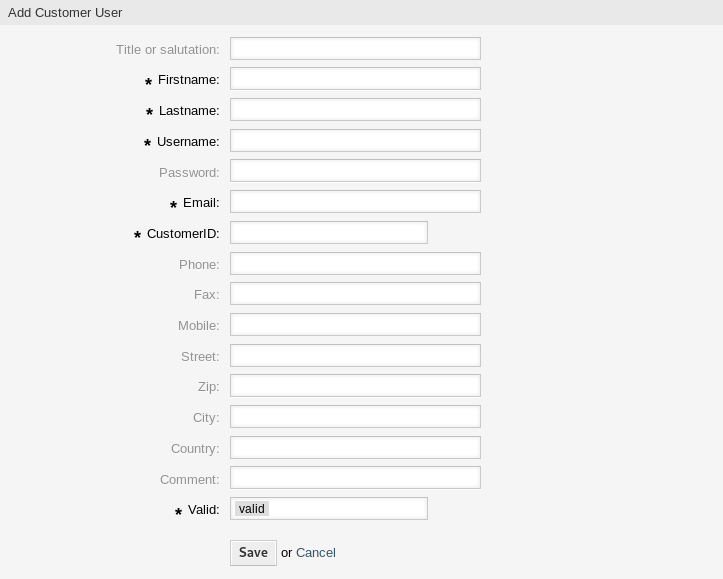 Add Customer User
Title or salutation:
* Firstname:
* Lastname:
* Username:
Password:
* Email:
* CustomerID:
Phone:
Fax:
Mobile:
Street:
Zip:
City:
Country:
Comment:
* Valid: valid
Save or Cancel